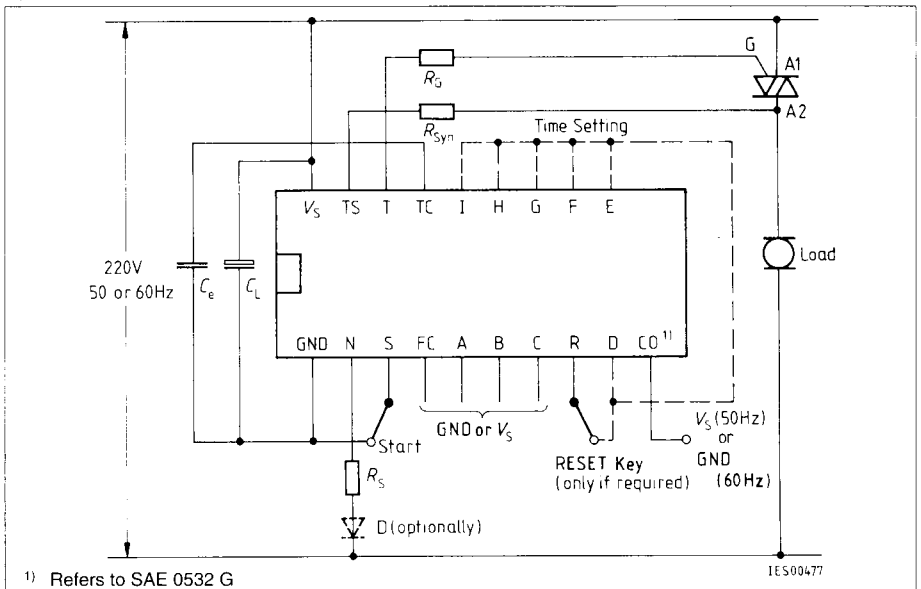 G
A1
R_G
A2
R_Syn
Time Setting
V_S TS T TC I H G F E
220V
50 or 60Hz
C_e
C_L
Load
GND N S FC A B C R D CO 1)
GND or V_S
Start
V_S (50Hz)
or
GND
(60Hz)
RESET Key
(only if required)
R_S
D(optionally)
1) Refers to SAE 0532 G
IES00477